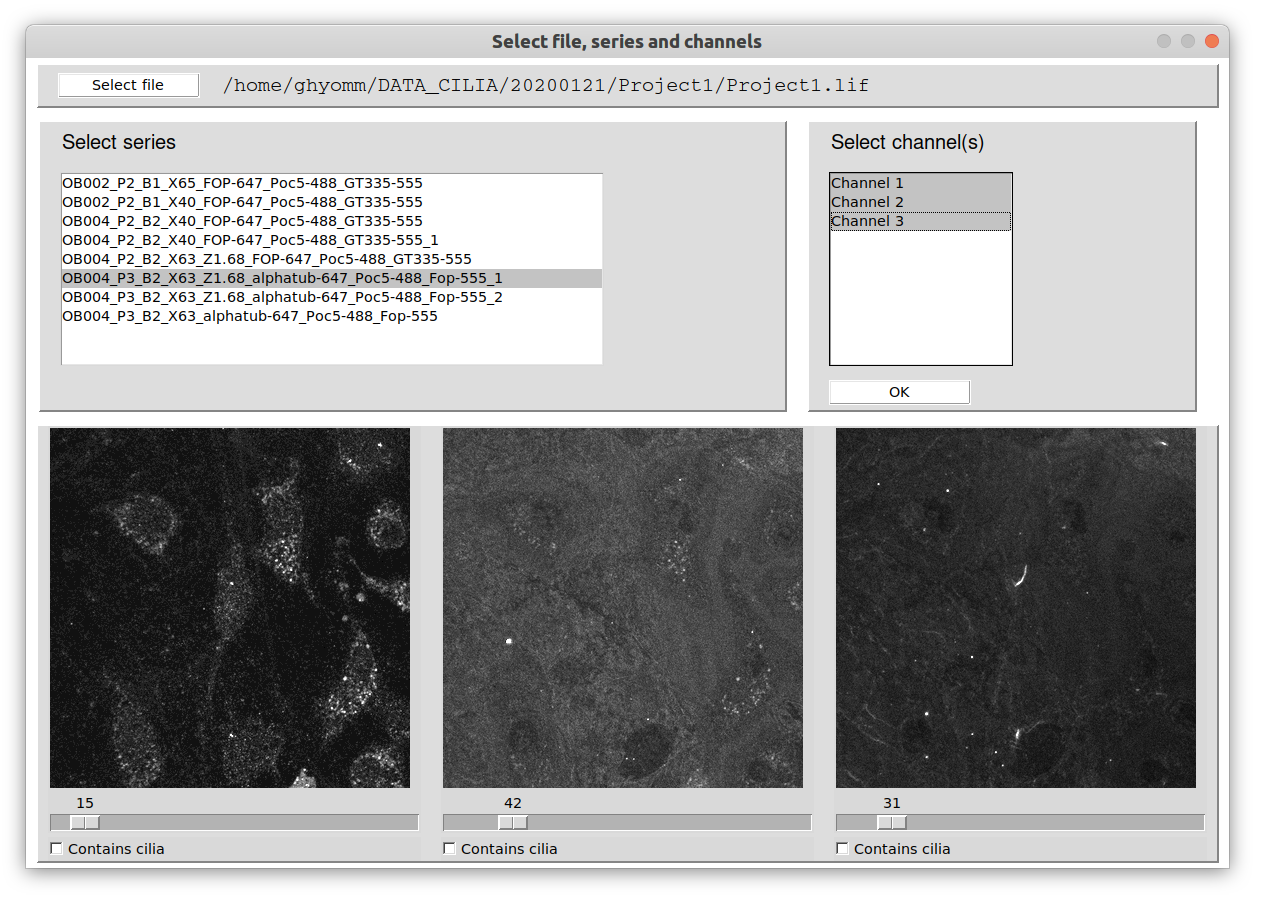 Select file, series and channels
Select file
/home/ghyomm/DATA_CILIA/20200121/Project1/Project1.lif
Select series
OB002_P2_B1_X65_FOP-647_Poc5-488_GT335-555
OB002_P2_B1_X40_FOP-647_Poc5-488_GT335-555
OB004_P2_B2_X40_FOP-647_Poc5-488_GT335-555
OB004_P2_B2_X40_FOP-647_Poc5-488_GT335-555_1
OB004_P2_B2_X63_Z1.68_FOP-647_Poc5-488_GT335-555
OB004_P3_B2_X63_Z1.68_alphatub-647_Poc5-488_Fop-555_1
OB004_P3_B2_X63_Z1.68_alphatub-647_Poc5-488_Fop-555_2
OB004_P3_B2_X63_alphatub-647_Poc5-488_Fop-555
Select channel(s)
Channel 1
Channel 2
Channel 3
OK
15
42
31
Contains cilia
Contains cilia
Contains cilia